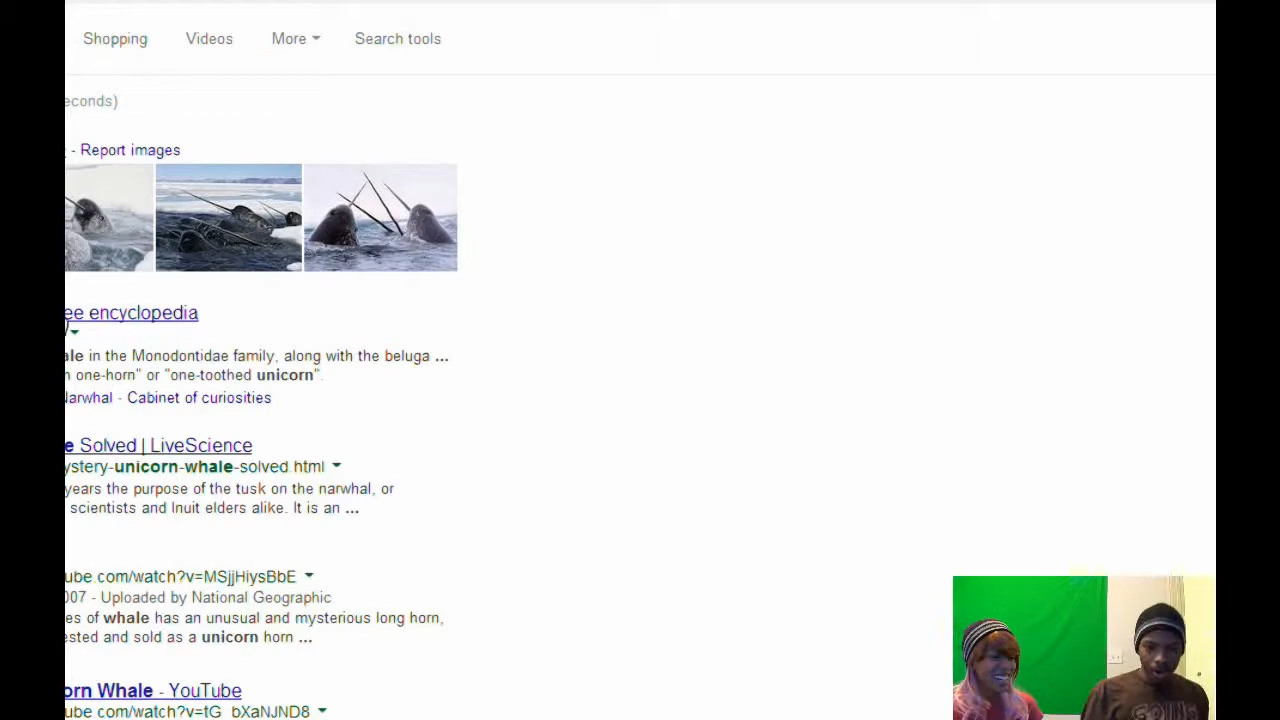 Shopping Videos More Search tools
econds)
- Report images
ee encyclopedia
ale in the Monodontidae family, along with the beluga ...
n one-horn" or "one-toothed unicorn".
Narwhal - Cabinet of curiosities
e Solved | LiveScience
ystery-unicorn-whale-solved.html
years the purpose of the tusk on the narwhal, or
scientists and Inuit elders alike. It is an ...
ube.com/watch?v=MSjjHiysBbE
007 - Uploaded by National Geographic
es of whale has an unusual and mysterious long horn,
ested and sold as a unicorn horn ...
orn Whale - YouTube
ube.com/watch?v=tG_bXaNJND8